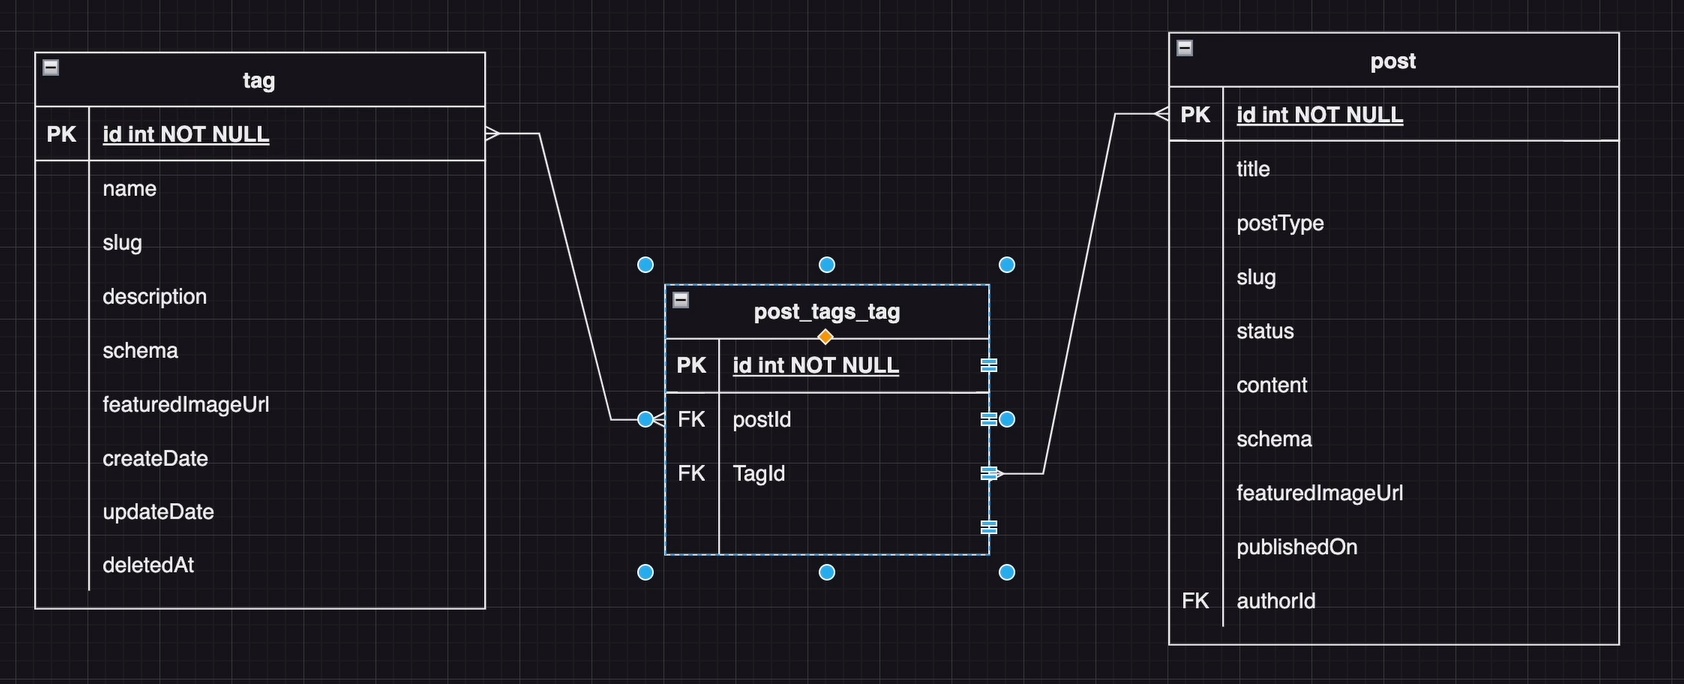 tag
PK id int NOT NULL
name
slug
description
schema
featuredImageUrl
createDate
updateDate
deletedAt
post_tags_tag
PK id int NOT NULL
FK postId
FK TagId
post
PK id int NOT NULL
title
postType
slug
status
content
schema
featuredImageUrl
publishedOn
FK authorId